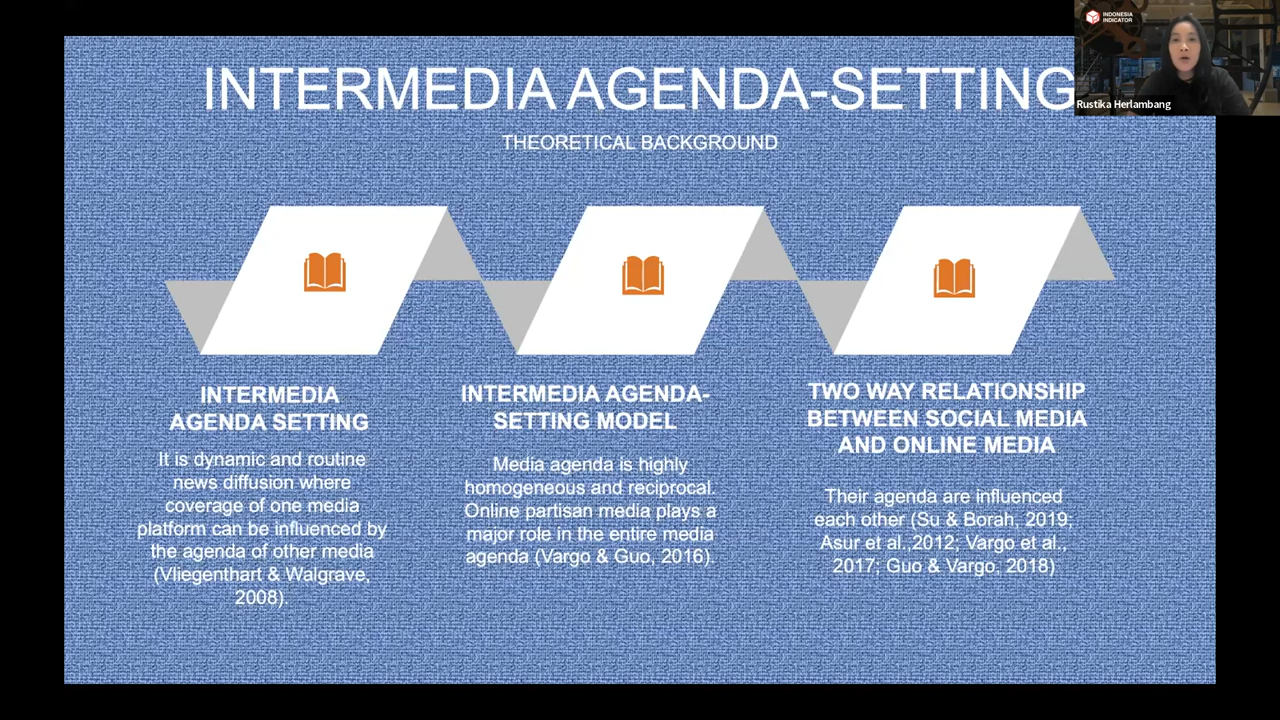 INDONESIA
INDICATOR
Rustika Herlambang
INTERMEDIA AGENDA-SETTING
THEORETICAL BACKGROUND
INTERMEDIA
AGENDA SETTING
It is dynamic and routine
news diffusion where
coverage of one media
platform can be influenced by
the agenda of other media
(Vliegenthart & Walgrave,
2008).
INTERMEDIA AGENDA-
SETTING MODEL
Media agenda is highly
homogeneous and reciprocal.
Online partisan media plays a
major role in the entire media
agenda (Vargo & Guo, 2016).
TWO WAY RELATIONSHIP
BETWEEN SOCIAL MEDIA
AND ONLINE MEDIA
Their agenda are influenced
each other (Su & Borah, 2019;
Asur et al.,2012; Vargo et al.,
2017; Guo & Vargo, 2018)